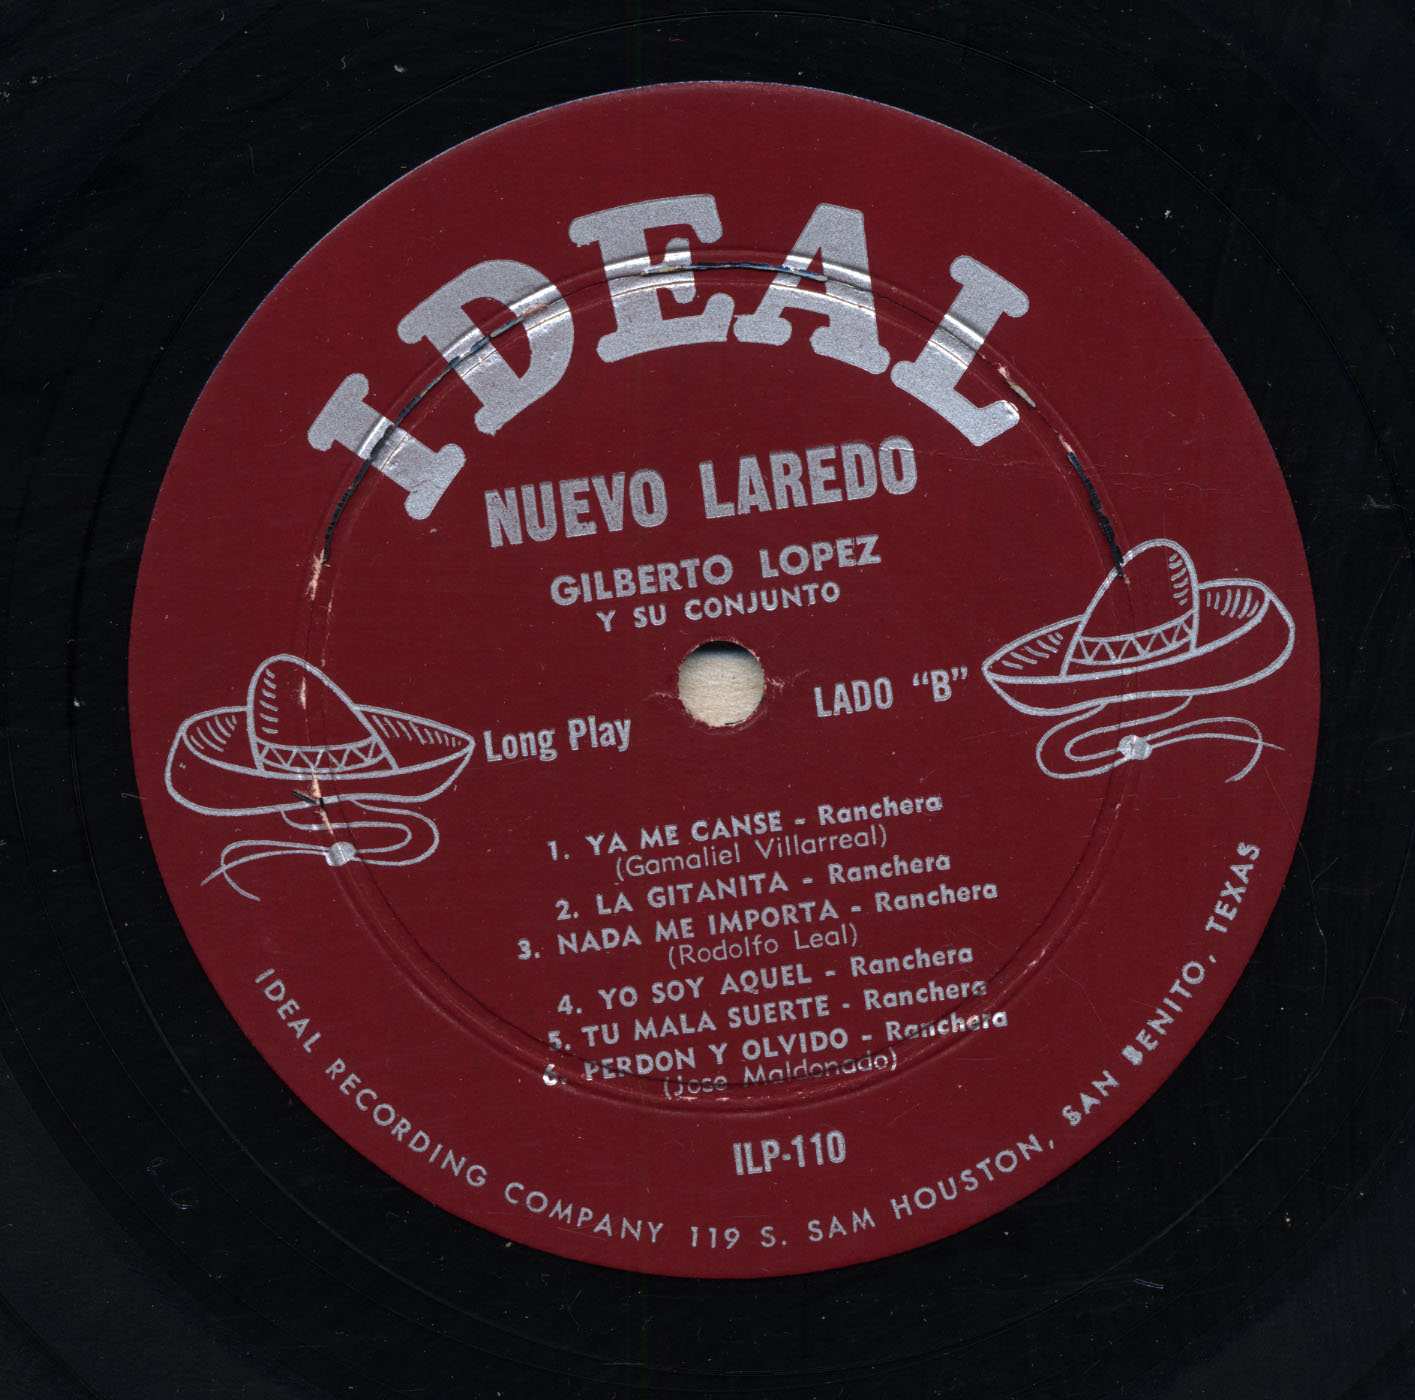 IDEAL
NUEVO LAREDO
GILBERTO LOPEZ
Y SU CONJUNTO
LADO "B"
Long Play
1. YA ME CANSE - Ranchera
(Gamaliel Villarreal)
2. LA GITANITA - Ranchera
3. NADA ME IMPORTA - Ranchera
(Rodolfo Leal)
4. YO SOY AQUEL - Ranchera
5. TU MALA SUERTE - Ranchera
6. PERDON Y OLVIDO - Ranchera
(Jose Maldonado)
ILP-110
IDEAL RECORDING COMPANY 119 S. SAM HOUSTON, SAN BENITO, TEXAS